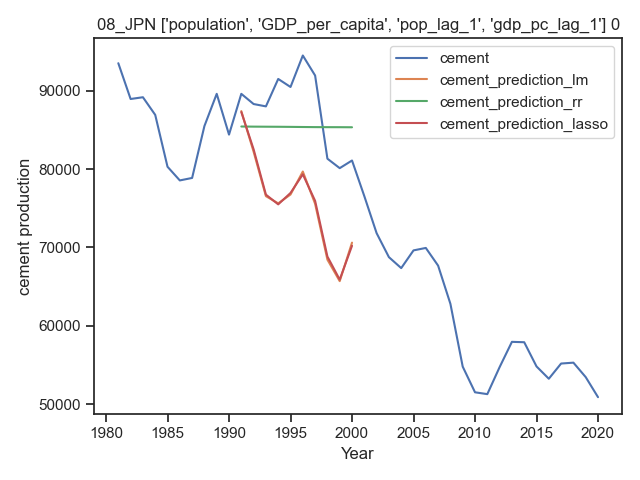 08_JPN ['population', 'GDP_per_capita', 'pop_lag_1', 'gdp_pc_lag_1'] 0
cement
cement_prediction_lm
cement_prediction_rr
cement_prediction_lasso
90000
80000
70000
60000
50000
cement production
1980 1985 1990 1995 2000 2005 2010 2015 2020
Year